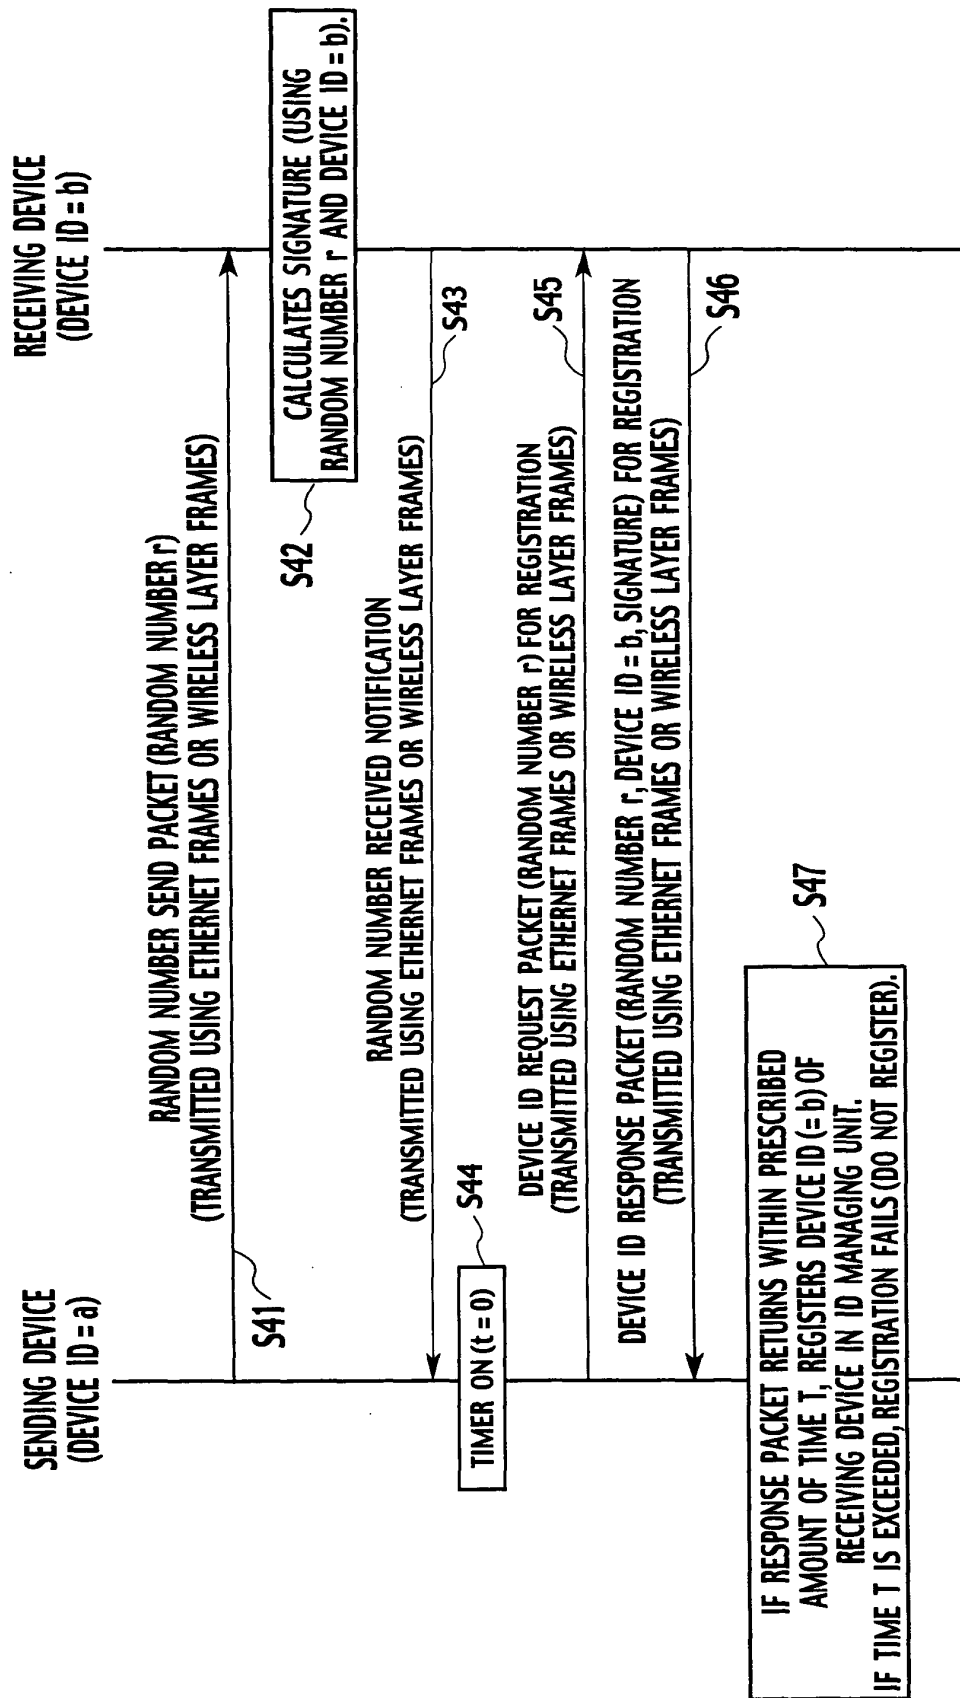 SENDING DEVICE
(DEVICE ID = a)
RECEIVING DEVICE
(DEVICE ID = b)
RANDOM NUMBER SEND PACKET (RANDOM NUMBER r)
(TRANSMITTED USING ETHERNET FRAMES OR WIRELESS LAYER FRAMES)
S41
CALCULATES SIGNATURE (USING
RANDOM NUMBER r AND DEVICE ID = b).
S42
RANDOM NUMBER RECEIVED NOTIFICATION
(TRANSMITTED USING ETHERNET FRAMES OR WIRELESS LAYER FRAMES)
S43
TIMER ON (t = 0)
S44
DEVICE ID REQUEST PACKET (RANDOM NUMBER r) FOR REGISTRATION
(TRANSMITTED USING ETHERNET FRAMES OR WIRELESS LAYER FRAMES)
S45
DEVICE ID RESPONSE PACKET (RANDOM NUMBER r, DEVICE ID = b, SIGNATURE) FOR REGISTRATION
(TRANSMITTED USING ETHERNET FRAMES OR WIRELESS LAYER FRAMES)
S46
IF RESPONSE PACKET RETURNS WITHIN PRESCRIBED
AMOUNT OF TIME T, REGISTERS DEVICE ID (= b) OF
RECEIVING DEVICE IN ID MANAGING UNIT.
IF TIME T IS EXCEEDED, REGISTRATION FAILS (DO NOT REGISTER).
S47